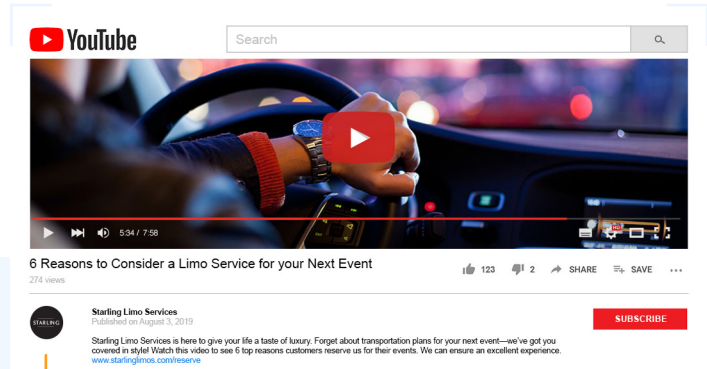 YouTube
Search
5:34 / 7:58
HD
6 Reasons to Consider a Limo Service for your Next Event
274 views
123 2 SHARE SAVE
STARLING
Starling Limo Services
Published on August 3, 2019
SUBSCRIBE
Starling Limo Services is here to give your life a taste of luxury. Forget about transportation plans for your next event—we've got you
covered in style! Watch this video to see 6 top reasons customers reserve us for their events. We can ensure an excellent experience.
www.starlinglimos.com/reserve